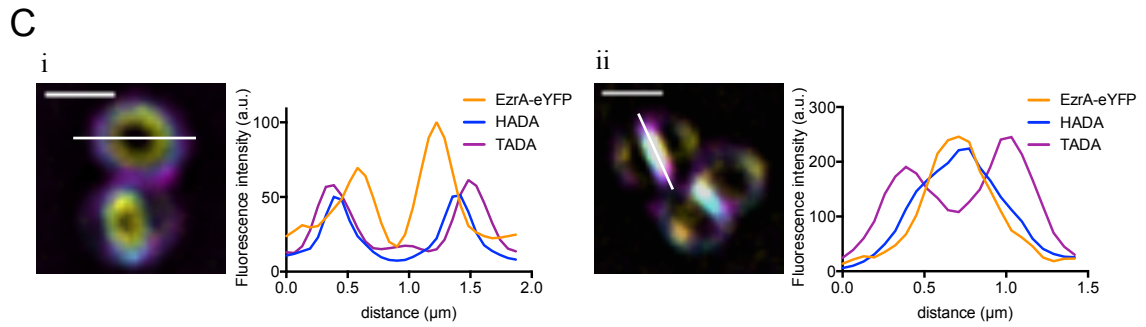 C
i
Fluorescence intensity (a.u.)
100
50
0
0.0 0.5 1.0 1.5 2.0
distance (µm)
EzrA-eYFP
HADA
TADA
ii
Fluorescence intensity (a.u.)
300
200
100
0
0.0 0.5 1.0 1.5
distance (µm)
EzrA-eYFP
HADA
TADA